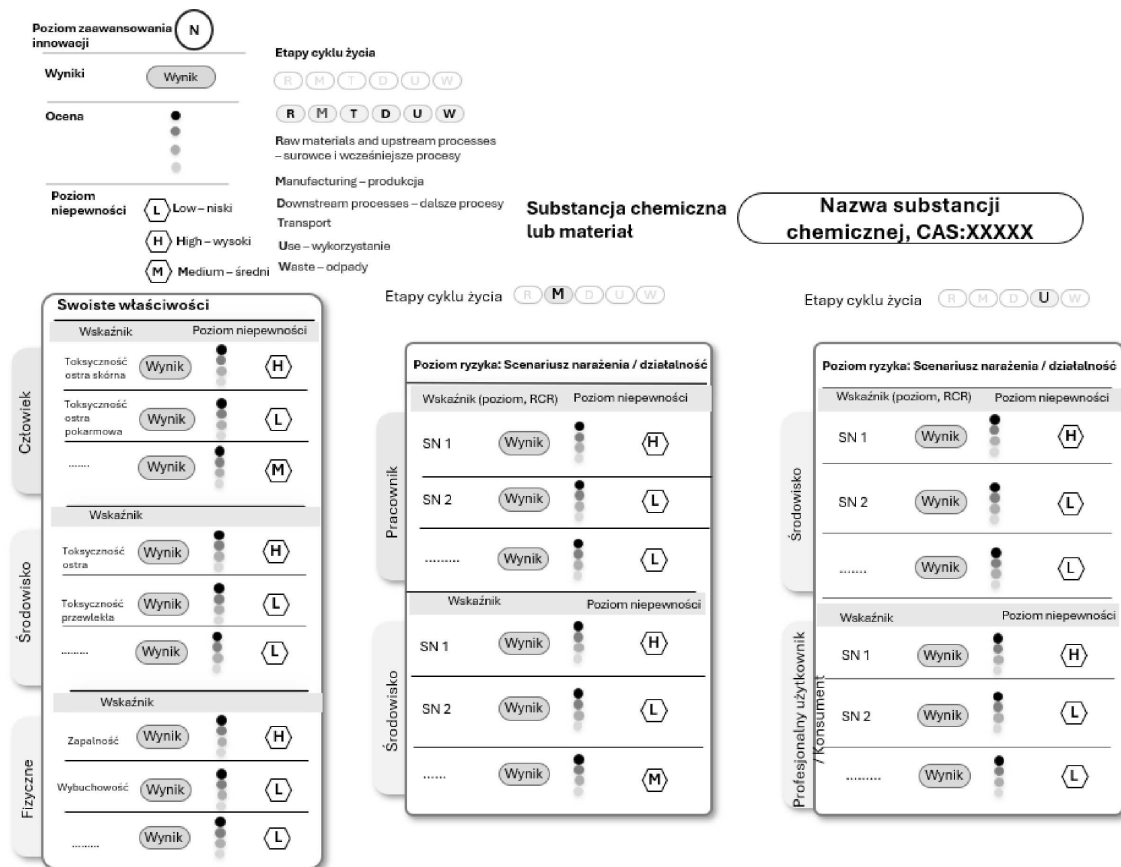 Poziom zaawansowania
innowacji
N
Wyniki
Wynik
Ocena
Poziom
niepewności
L Low – niski
H High – wysoki
M Medium – średni
Etapy cyklu życia
R M T D U W
R M T D U W
Raw materials and upstream processes
– surowce i wcześniejsze procesy
Manufacturing – produkcja
Downstream processes – dalsze procesy
Transport
Use – wykorzystanie
Waste – odpady
Substancja chemiczna
lub materiał
Nazwa substancji
chemicznej, CAS:XXXXX
Swoiste właściwości
Wskaźnik Poziom niepewności
Człowiek
Toksyczność
ostra skórna
Wynik H
Toksyczność
ostra
pokarmowa
Wynik L
....... Wynik M
Środowisko
Wskaźnik
Toksyczność
ostra
Wynik H
Toksyczność
przewlekła
Wynik L
......... Wynik L
Fizyczne
Wskaźnik
Zapalność Wynik H
Wybuchowość Wynik L
......... Wynik L
Etapy cyklu życia R M D U W
Poziom ryzyka: Scenariusz narażenia / działalność
Wskaźnik (poziom, RCR) Poziom niepewności
Pracownik
SN 1 Wynik H
SN 2 Wynik L
......... Wynik L
Środowisko
Wskaźnik Poziom niepewności
SN 1 Wynik H
SN 2 Wynik L
...... Wynik M
Etapy cyklu życia R M D U W
Poziom ryzyka: Scenariusz narażenia / działalność
Wskaźnik (poziom, RCR) Poziom niepewności
Środowisko
SN 1 Wynik H
SN 2 Wynik L
....... Wynik L
Profesjonalny użytkownik
/ Konsument
Wskaźnik Poziom niepewności
SN 1 Wynik H
SN 2 Wynik L
......... Wynik L